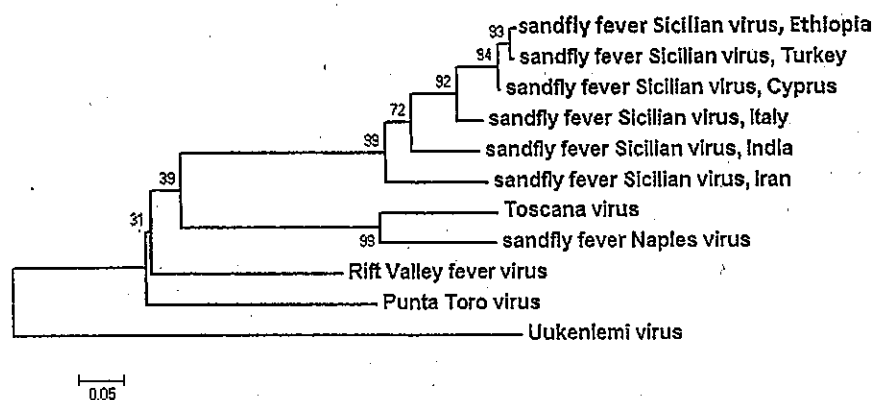 93
sandfly fever Sicilian virus, Ethiopia
94
sandfly fever Sicilian virus, Turkey
92
sandfly fever Sicilian virus, Cyprus
72
sandfly fever Sicilian virus, Italy
99
sandfly fever Sicilian virus, India
39
sandfly fever Sicilian virus, Iran
31
Toscana virus
99
sandfly fever Naples virus
Rift Valley fever virus
Punta Toro virus
Uukeniemi virus
0.05